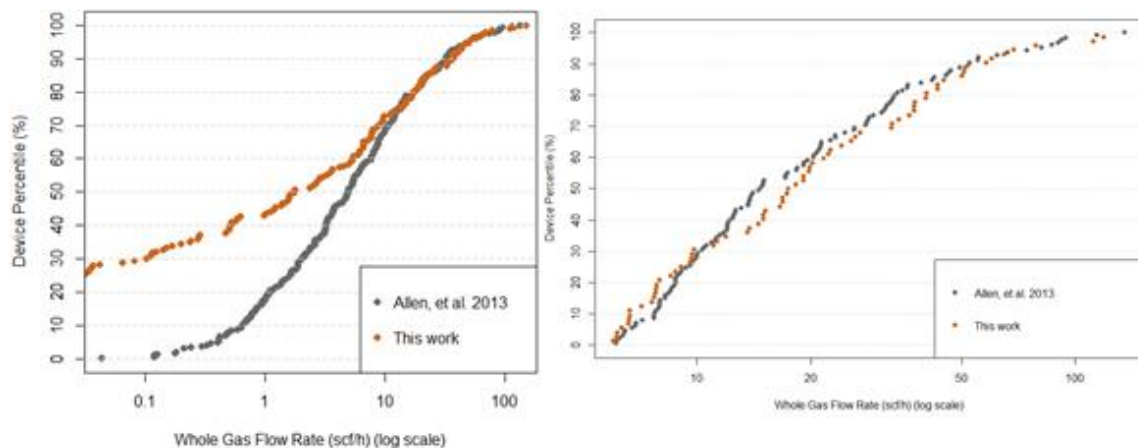 100
90
80
70
60
50
40
30
20
10
0
Device Percentile (%)
Allen, et al. 2013
This work
0.1 1 10 100
Whole Gas Flow Rate (scf/h) (log scale)
100
90
80
70
60
50
40
30
20
10
0
Device Percentile (%)
Allen, et al. 2013
This work
10 20 50 100
Whole Gas Flow Rate (scf/h) (log scale)